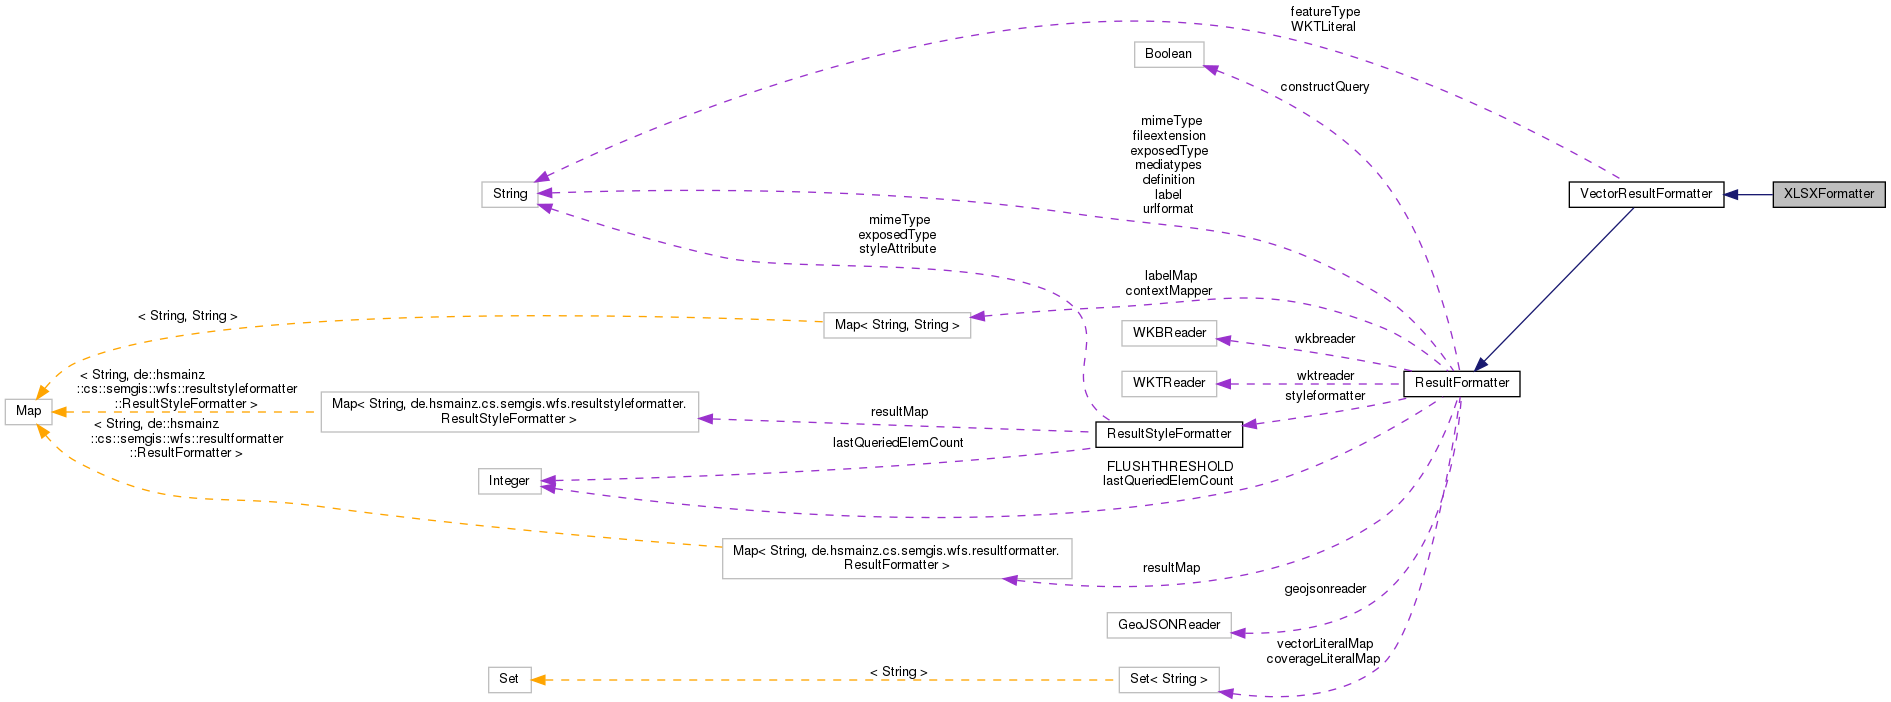 featureType
WKTLiteral
Boolean
constructQuery
mimeType
fileextension
exposedType
mediatypes
definition
label
urlformat
String
VectorResultFormatter
XLSXFormatter
mimeType
exposedType
styleAttribute
labelMap
contextMapper
< String, String >
Map< String, String >
WKBReader
wkbreader
< String, de::hsmainz
::cs::semgis::wfs::resultstyleformatter
::ResultStyleFormatter >
WKTReader
wktreader
ResultFormatter
styleformatter
Map
Map< String, de.hsmainz.cs.semgis.wfs.resultstyleformatter.
ResultStyleFormatter >
resultMap
< String, de::hsmainz
::cs::semgis::wfs::resultformatter
::ResultFormatter >
ResultStyleFormatter
lastQueriedElemCount
Integer
FLUSHTHRESHOLD
lastQueriedElemCount
Map< String, de.hsmainz.cs.semgis.wfs.resultformatter.
ResultFormatter >
resultMap
geojsonreader
GeoJSONReader
vectorLiteralMap
coverageLiteralMap
Set
< String >
Set< String >